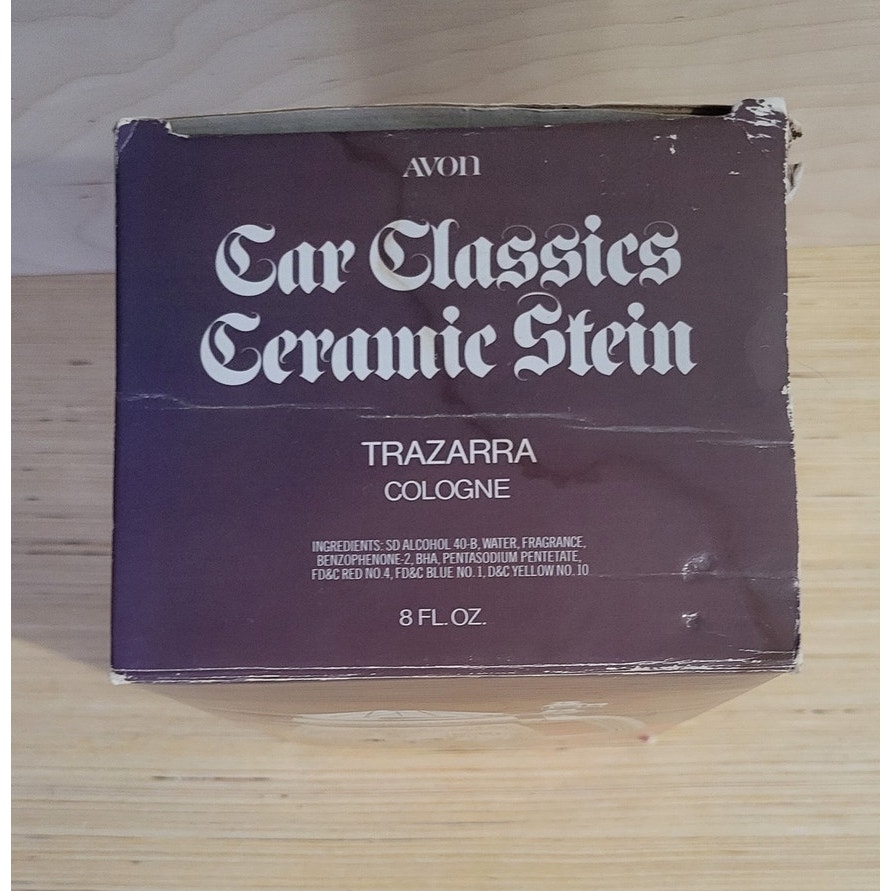 AVON
Car Classics
Ceramic Stein
TRAZARRA
COLOGNE
INGREDIENTS: SD ALCOHOL 40-B, WATER, FRAGRANCE,
BENZOPHENONE-2, BHA, PENTASODIUM PENTETATE,
FD&C RED NO. 4, FD&C BLUE NO. 1, D&C YELLOW NO. 10
8 FL. OZ.